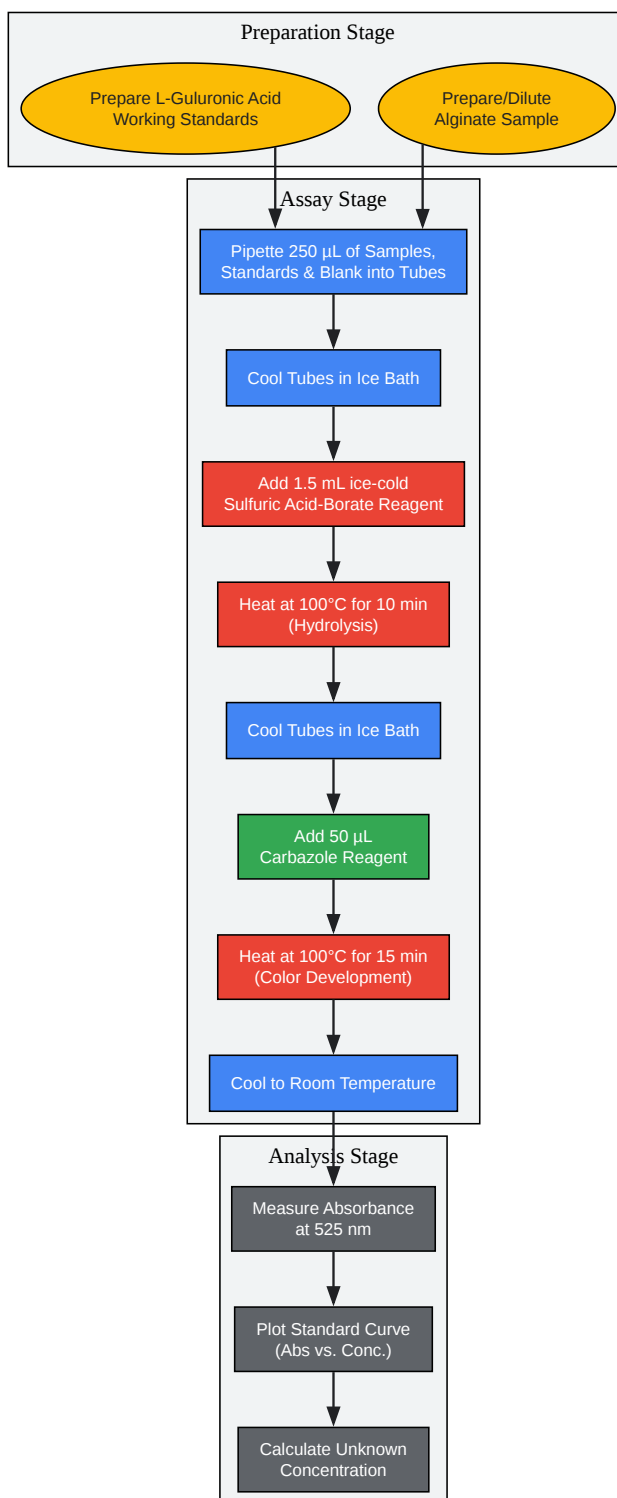 Preparation Stage
Prepare L-Guluronic Acid
Working Standards
Prepare/Dilute
Alginate Sample
Assay Stage
Pipette 250 µL of Samples,
Standards & Blank into Tubes
Cool Tubes in Ice Bath
Add 1.5 mL ice-cold
Sulfuric Acid-Borate Reagent
Heat at 100°C for 10 min
(Hydrolysis)
Cool Tubes in Ice Bath
Add 50 µL
Carbazole Reagent
Heat at 100°C for 15 min
(Color Development)
Cool to Room Temperature
Analysis Stage
Measure Absorbance
at 525 nm
Plot Standard Curve
(Abs vs. Conc.)
Calculate Unknown
Concentration